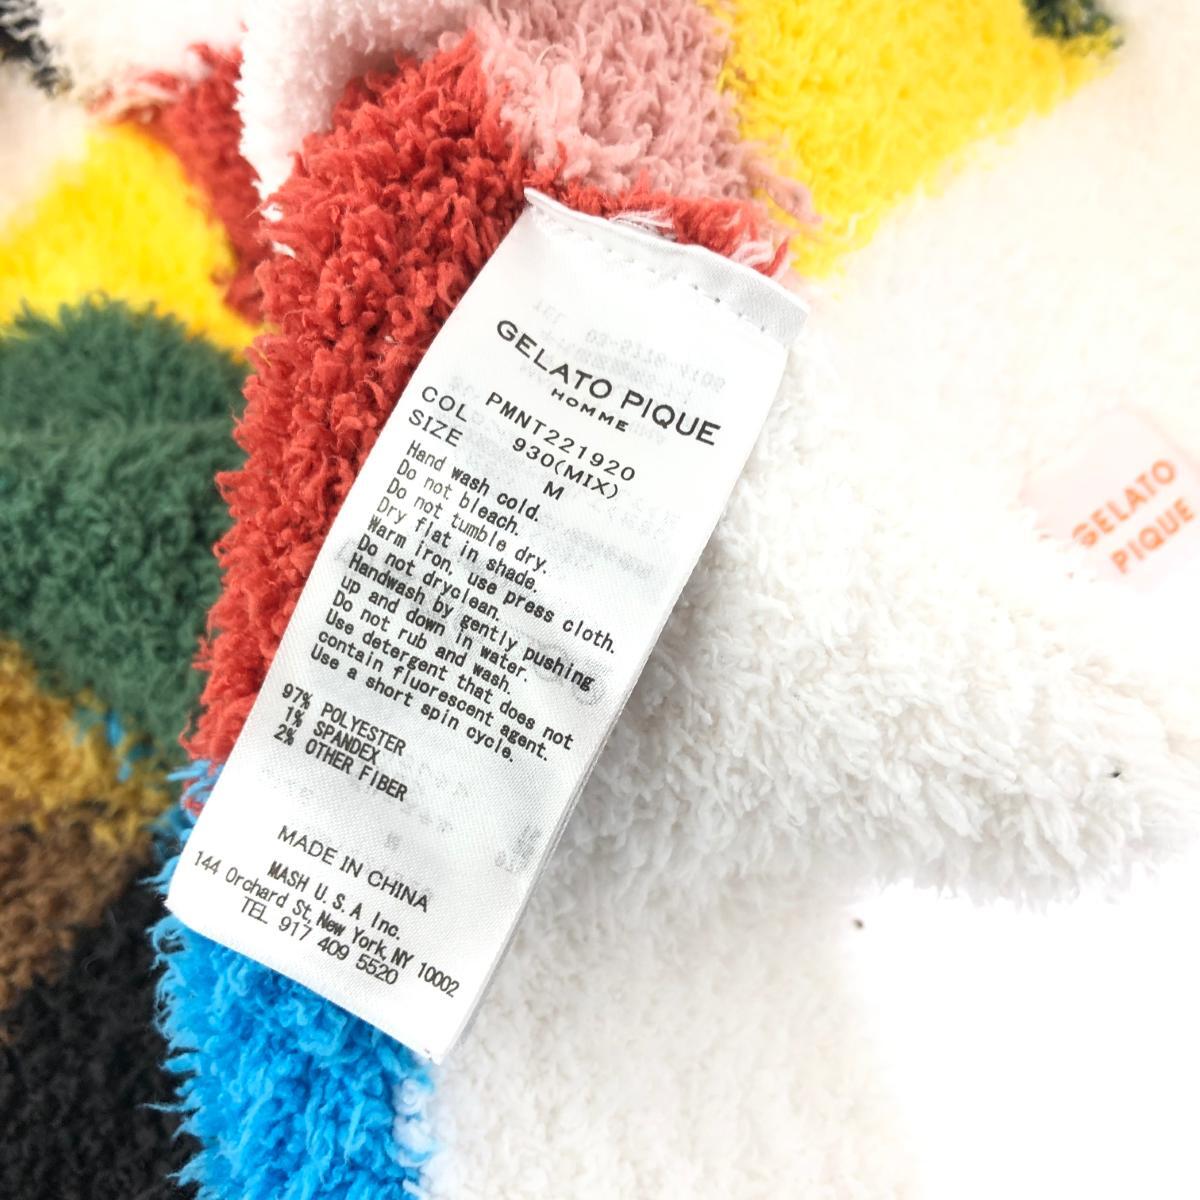 GELATO PIQUE
HOMME
PMNT221920
COL 930(MIX)
SIZE M
Hand wash cold.
Do not bleach.
Do not tumble dry.
Dry flat in shade.
Warm iron, use press cloth.
Do not dryclean.
Handwash by gently pushing
up and down in water.
Do not rub and wash.
Use detergent that does not
contain fluorescent agent.
Use a short spin cycle.
97% POLYESTER
1% SPANDEX
2% OTHER FIBER
MADE IN CHINA
MASH U.S.A Inc.
144 Orchard St, New York, NY 10002
TEL 917 409 5520
GELATO
PIQUE